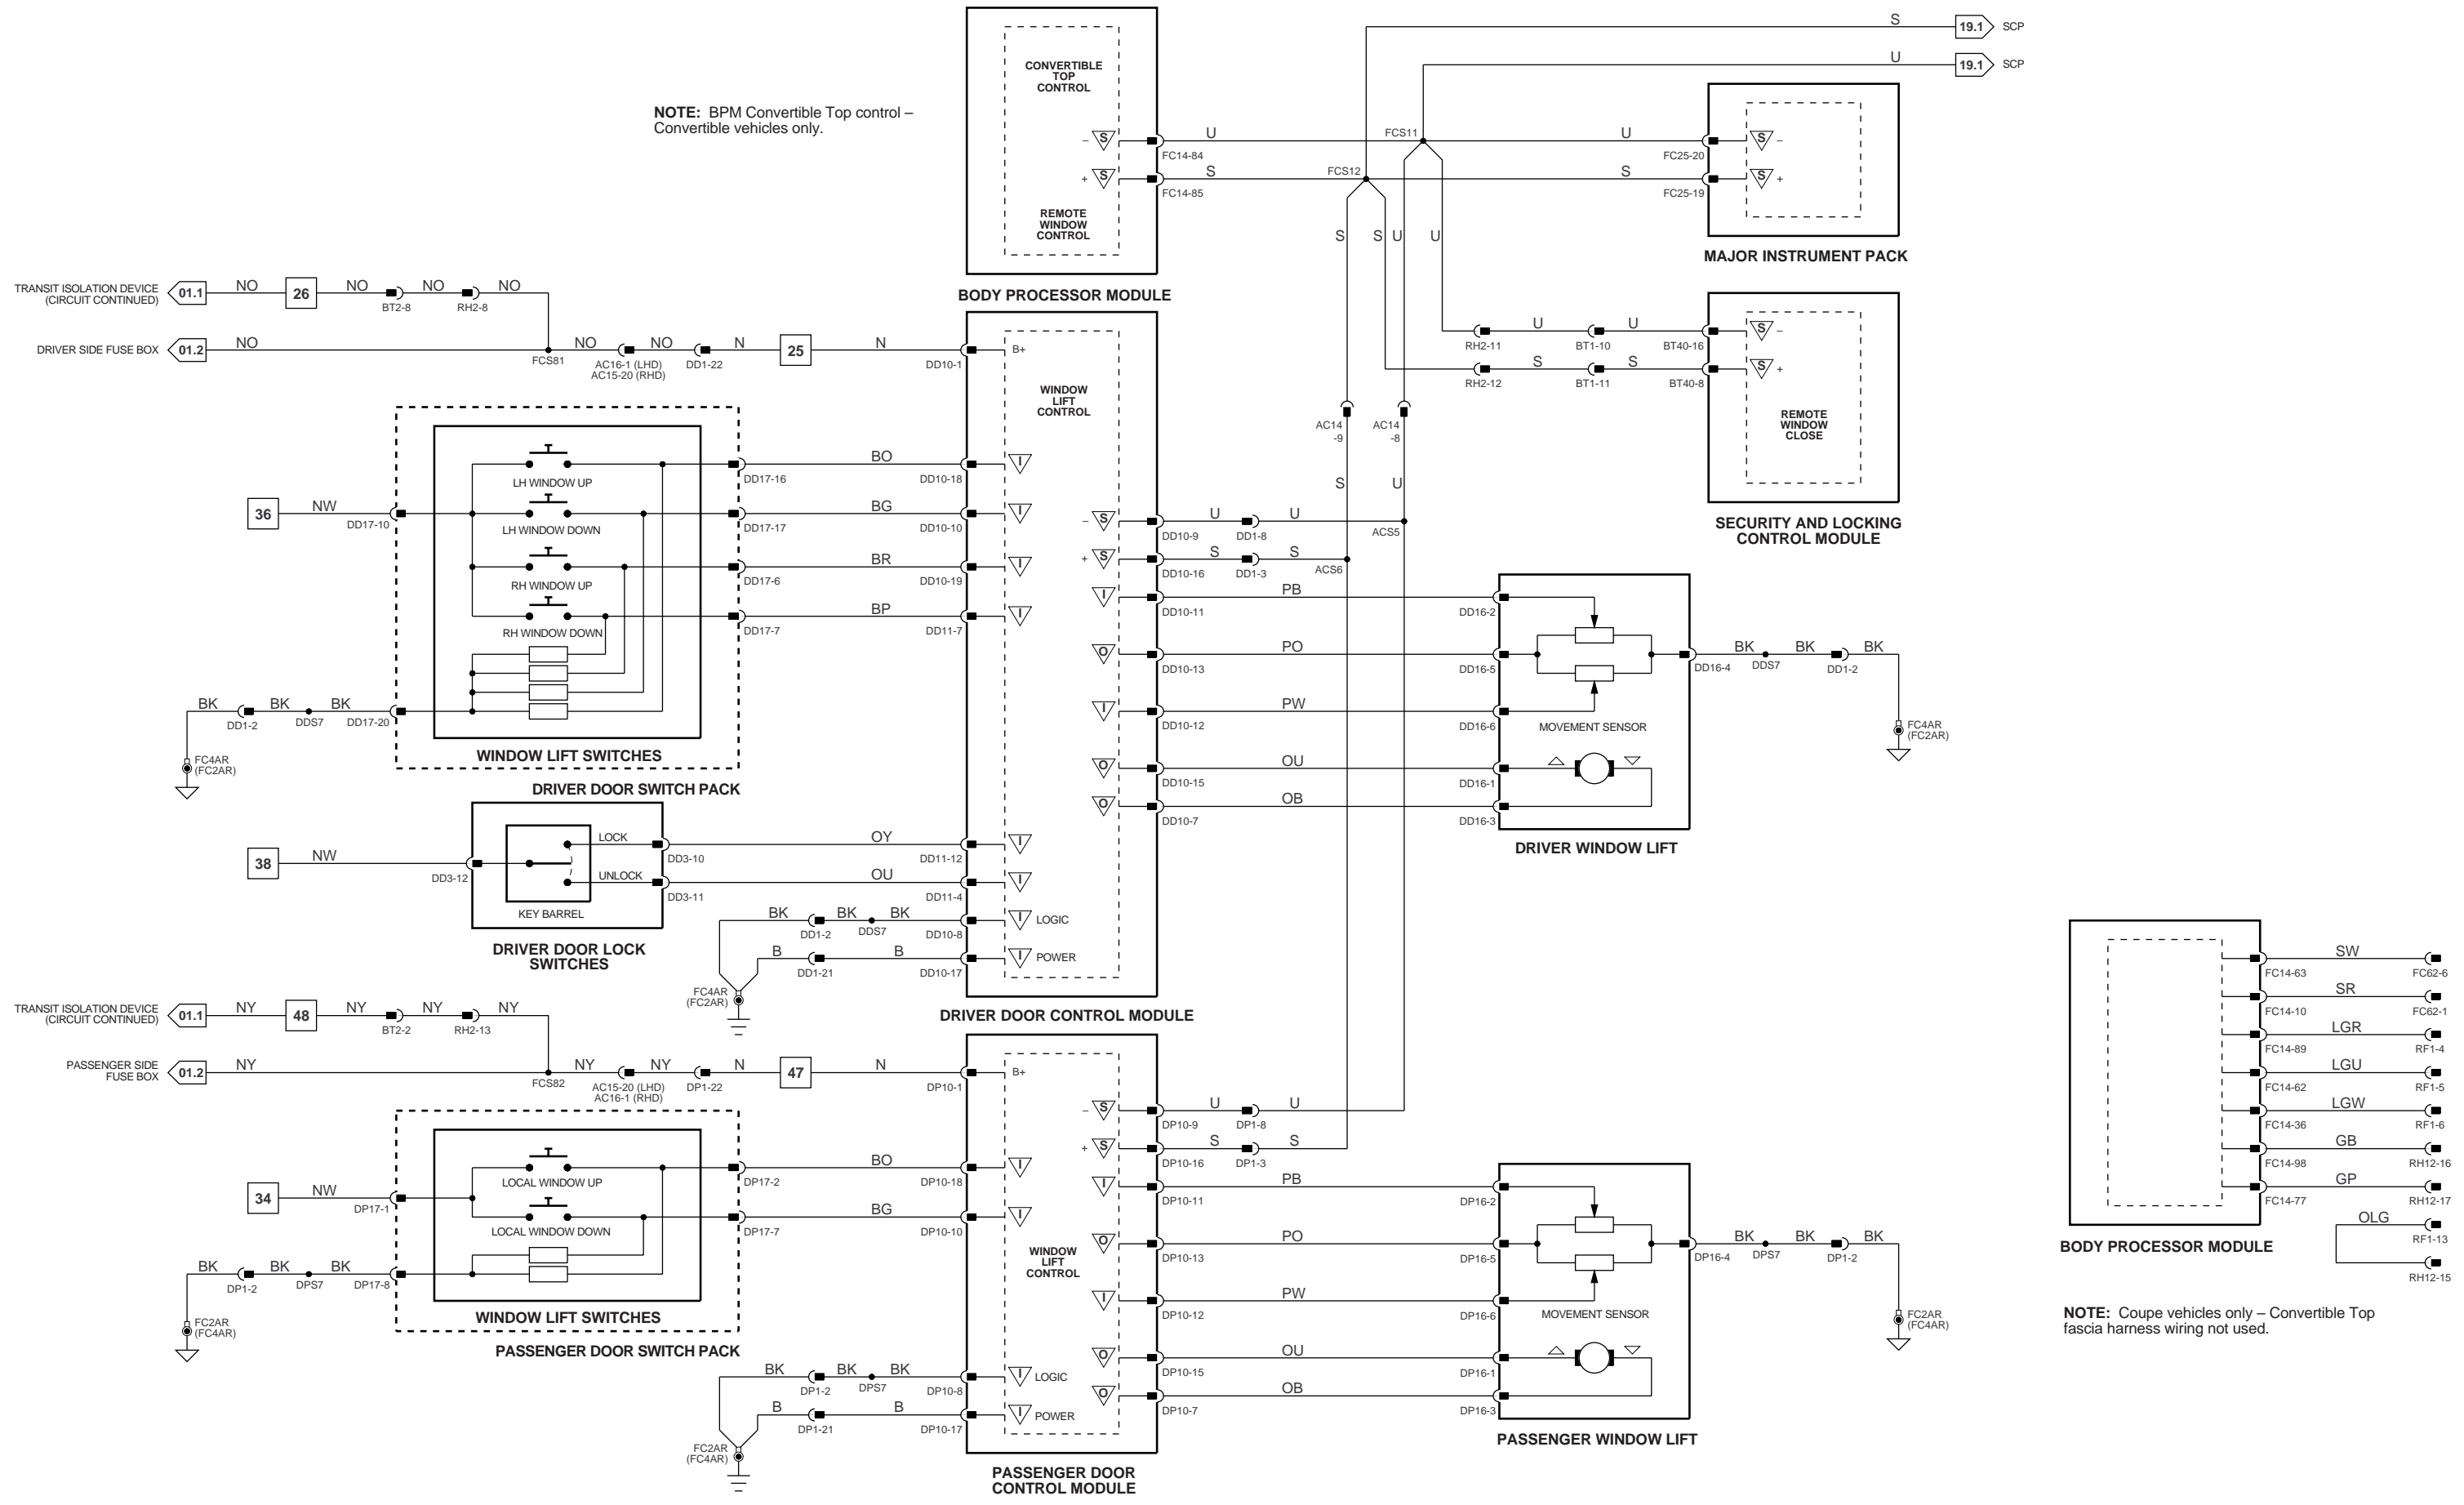 S
19.1
SCP
U
19.1
SCP
NOTE: BPM Convertible Top control –
Convertible vehicles only.
CONVERTIBLE
TOP
CONTROL
– S
U
FC14-84
FCS11
U
FC25-20
S –
+ S
S
FC14-85
FCS12
S
FC25-19
S +
REMOTE
WINDOW
CONTROL
BODY PROCESSOR MODULE
MAJOR INSTRUMENT PACK
S
S
U
U
TRANSIT ISOLATION DEVICE
(CIRCUIT CONTINUED)
01.1
NO
26
NO
BT2-8
NO
RH2-8
NO
DRIVER SIDE FUSE BOX
01.2
NO
FCS81
NO
AC16-1 (LHD)
AC15-20 (RHD)
NO
DD1-22
N
25
N
DD10-1
B+
WINDOW
LIFT
CONTROL
RH2-11
U
BT1-10
U
BT40-16
S –
RH2-12
S
BT1-11
S
BT40-8
S +
REMOTE
WINDOW
CLOSE
SECURITY AND LOCKING
CONTROL MODULE
AC14
-9
AC14
-8
S
U
LH WINDOW UP
DD17-16
BO
DD10-18
I
36
NW
DD17-10
LH WINDOW DOWN
DD17-17
BG
DD10-10
I
RH WINDOW UP
DD17-6
BR
DD10-19
I
RH WINDOW DOWN
DD17-7
BP
DD11-7
I
BK
DD1-2
BK
DDS7
BK
DD17-20
FC4AR
(FC2AR)
WINDOW LIFT SWITCHES
DRIVER DOOR SWITCH PACK
– S
DD10-9
U
DD1-8
U
ACS5
+ S
DD10-16
S
DD1-3
S
ACS6
I
DD10-11
PB
DD16-2
O
DD10-13
PO
DD16-5
I
DD10-12
PW
DD16-6
MOVEMENT SENSOR
O
DD10-15
OU
DD16-1
O
DD10-7
OB
DD16-3
DD16-4
BK
DDS7
BK
DD1-2
BK
FC4AR
(FC2AR)
DRIVER WINDOW LIFT
38
NW
DD3-12
LOCK
DD3-10
OY
DD11-12
I
UNLOCK
DD3-11
OU
DD11-4
I
KEY BARREL
DRIVER DOOR LOCK
SWITCHES
BK
DD1-2
BK
DDS7
BK
DD10-8
I LOGIC
B
DD1-21
B
DD10-17
I POWER
FC4AR
(FC2AR)
DRIVER DOOR CONTROL MODULE
TRANSIT ISOLATION DEVICE
(CIRCUIT CONTINUED)
01.1
NY
48
NY
BT2-2
NY
RH2-13
NY
PASSENGER SIDE
FUSE BOX
01.2
NY
FCS82
NY
AC15-20 (LHD)
AC16-1 (RHD)
NY
DP1-22
N
47
N
DP10-1
B+
LOCAL WINDOW UP
DP17-2
BO
DP10-18
I
34
NW
DP17-1
LOCAL WINDOW DOWN
DP17-7
BG
DP10-10
I
BK
DP1-2
BK
DPS7
BK
DP17-8
FC2AR
(FC4AR)
WINDOW LIFT SWITCHES
PASSENGER DOOR SWITCH PACK
WINDOW
LIFT
CONTROL
BK
DP1-2
BK
DPS7
BK
DP10-8
I LOGIC
B
DP1-21
B
DP10-17
I POWER
FC2AR
(FC4AR)
PASSENGER DOOR
CONTROL MODULE
– S
DP10-9
U
DP1-8
U
+ S
DP10-16
S
DP1-3
S
I
DP10-11
PB
DP16-2
O
DP10-13
PO
DP16-5
I
DP10-12
PW
DP16-6
MOVEMENT SENSOR
O
DP10-15
OU
DP16-1
O
DP10-7
OB
DP16-3
DP16-4
BK
DPS7
BK
DP1-2
BK
FC2AR
(FC4AR)
PASSENGER WINDOW LIFT
FC14-63
SW
FC62-6
FC14-10
SR
FC62-1
FC14-89
LGR
RF1-4
FC14-62
LGU
RF1-5
FC14-36
LGW
RF1-6
FC14-98
GB
RH12-16
FC14-77
GP
RH12-17
OLG
RF1-13
RH12-15
BODY PROCESSOR MODULE
NOTE: Coupe vehicles only – Convertible Top
fascia harness wiring not used.